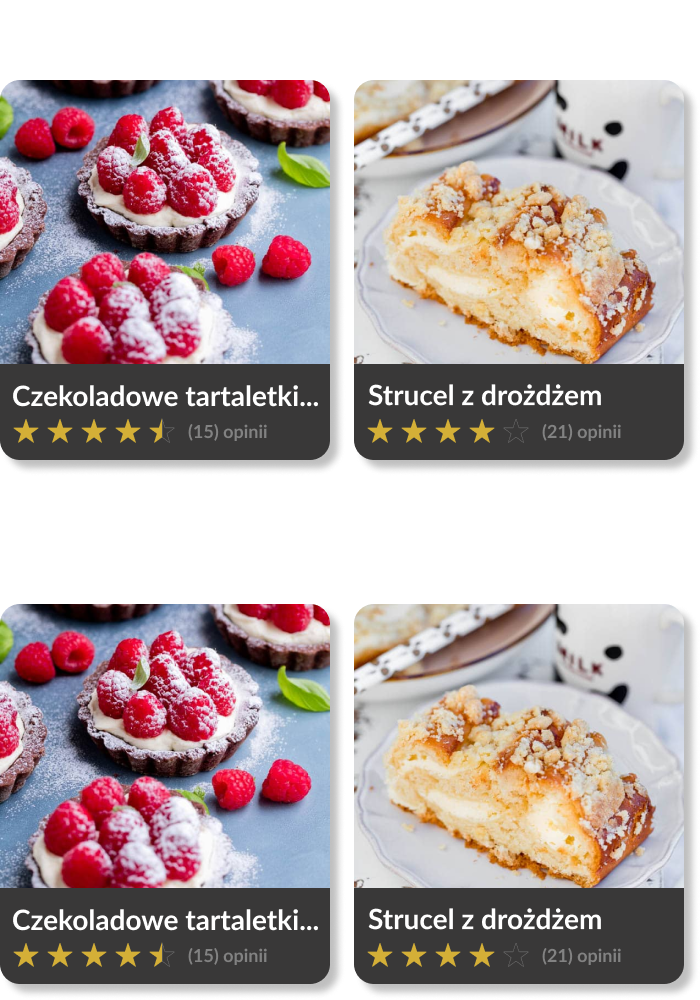 MILK
Czekoladowe tartaletki...
(15) opinii
Strucel z drożdżem
(21) opinii
MILK
Czekoladowe tartaletki...
(15) opinii
Strucel z drożdżem
(21) opinii